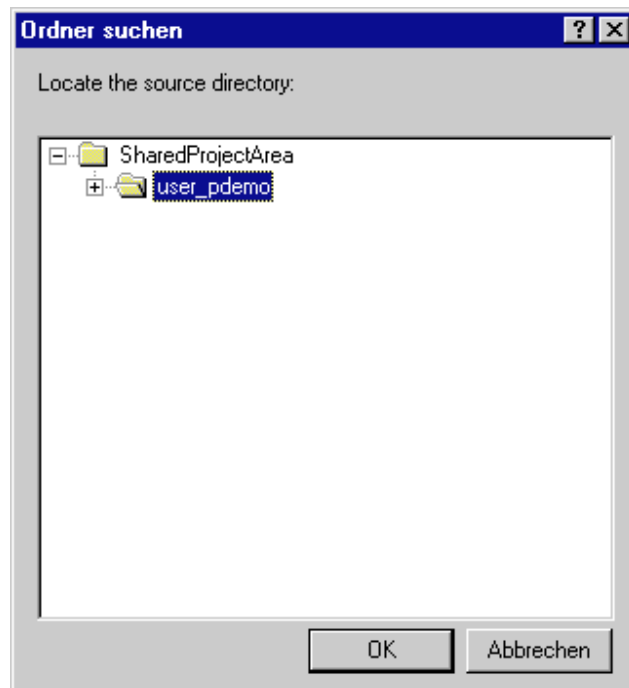 Ordner suchen
Locate the source directory:
SharedProjectArea
user_pdemo
OK Abbrechen